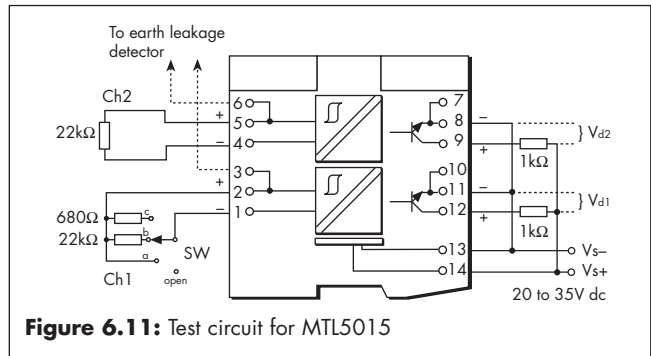 To earth leakage
detector
Ch2
22kΩ
+
−
+
−
6
5
4
3
2
1
680Ω
22kΩ
c
b
a
SW
open
Ch1
7
8
9
10
11
12
13
14
−
+
−
+
1kΩ
1kΩ
} Vd2
} Vd1
Vs−
Vs+
20 to 35V dc
Figure 6.11: Test circuit for MTL5015